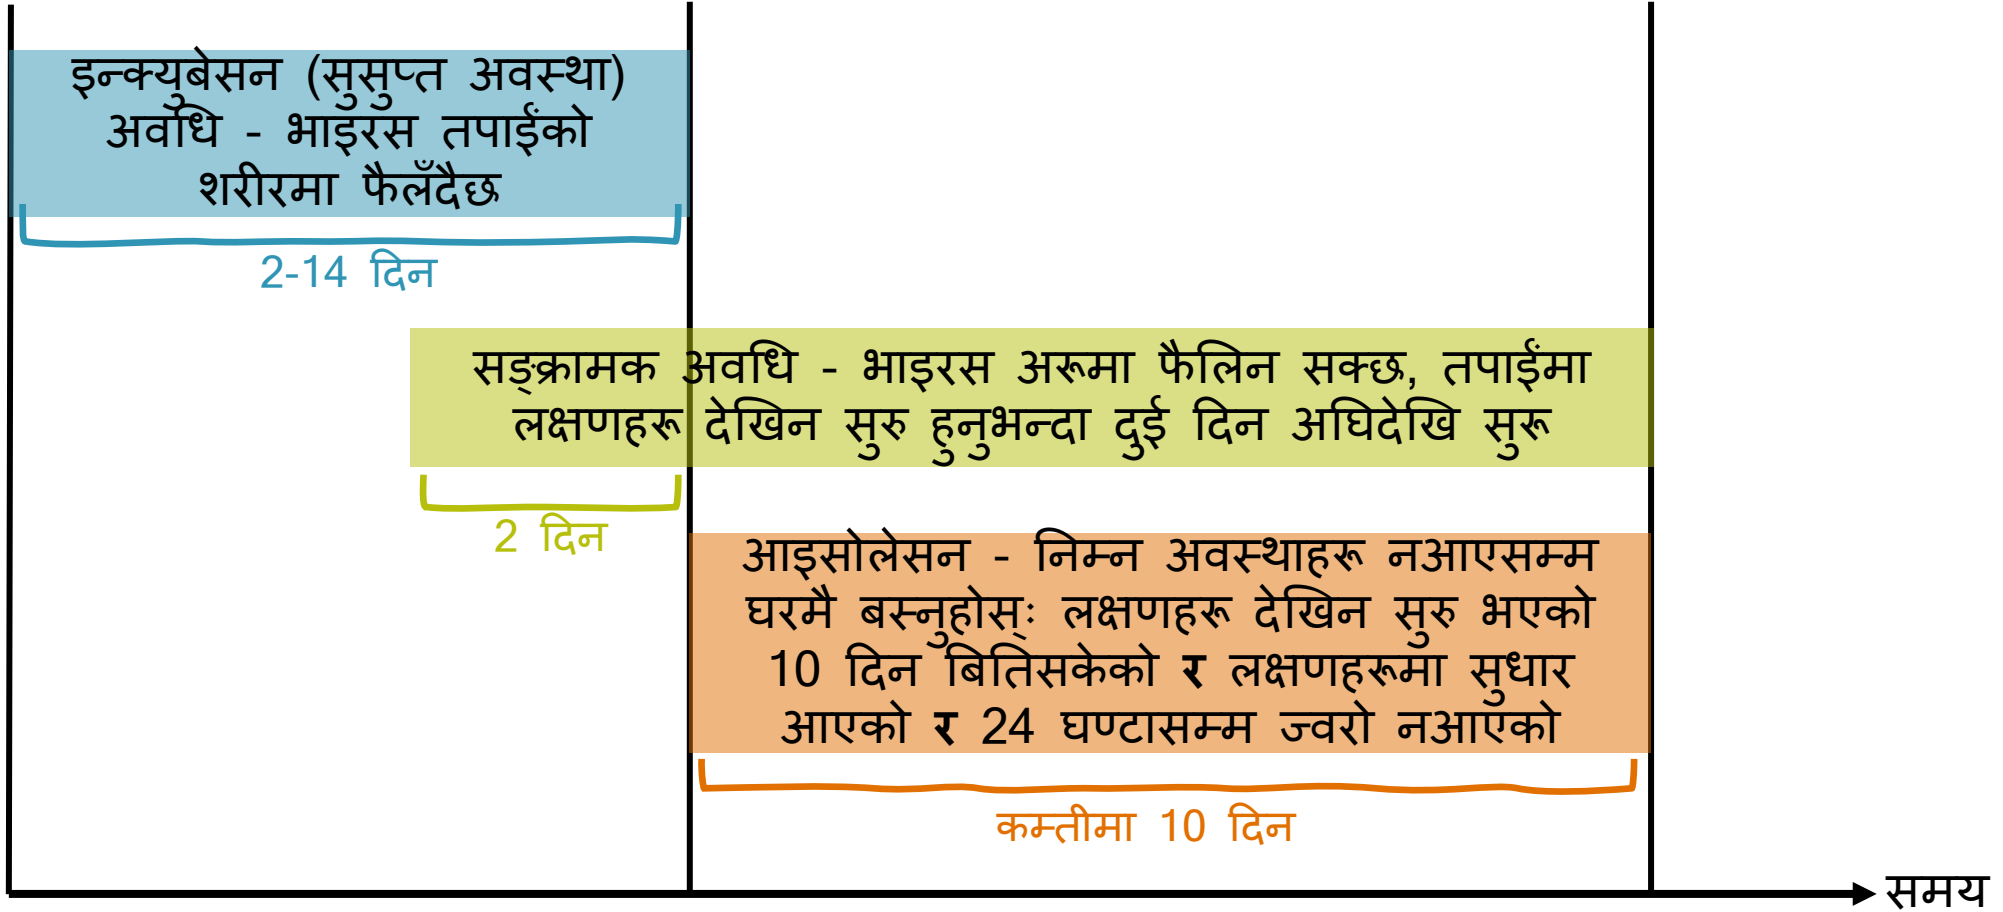 इन्क्युबेसन (सुसुप्त अवस्था)
अवधि - भाइरस तपाईंको
शरीरमा फैलँदैछ
2-14 दिन
सङ्क्रामक अवधि - भाइरस अरूमा फैलिन सक्छ, तपाईंमा
लक्षणहरू देखिन सुरु हुनुभन्दा दुई दिन अघिदेखि सुरू
2 दिन
आइसोलेसन - निम्न अवस्थाहरू नआएसम्म
घरमै बस्नुहोस्ः लक्षणहरू देखिन सुरु भएको
10 दिन बितिसकेको र लक्षणहरूमा सुधार
आएको र 24 घण्टासम्म ज्वरो नआएको
कम्तीमा 10 दिन
समय